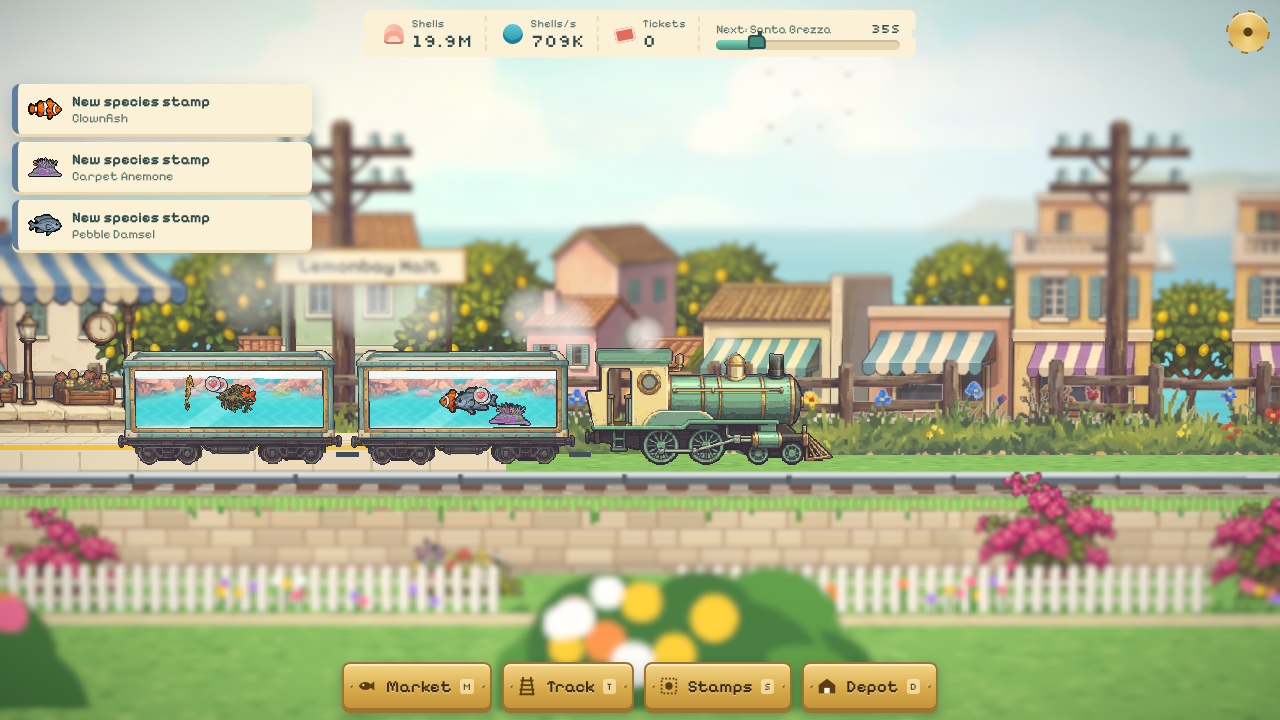 Shells
19.9M
Shells/s
709K
Tickets
0
Next: Santa Brezza
35s
New species stamp
Clownfish
New species stamp
Carpet Anemone
New species stamp
Pebble Damsel
Lemonbay Halt
Market M
Track T
Stamps S
Depot D